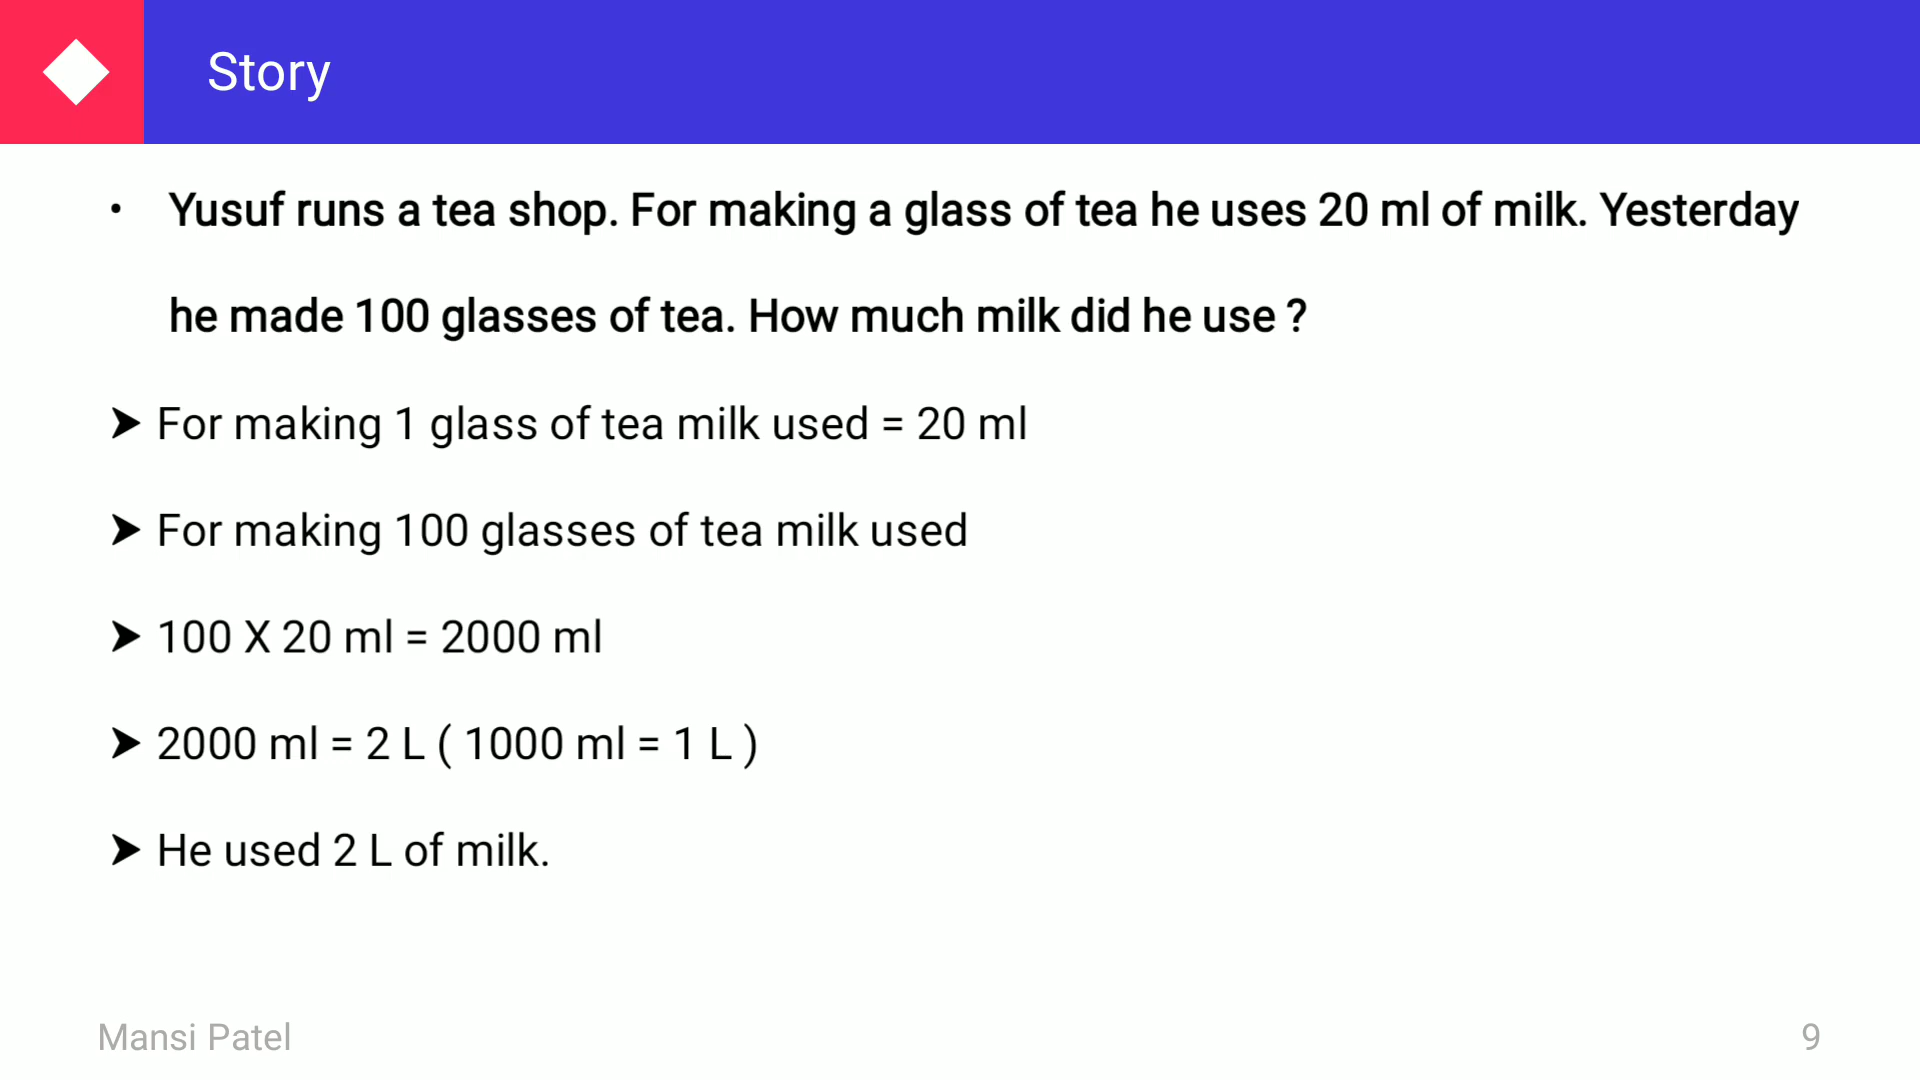 Story
• Yusuf runs a tea shop. For making a glass of tea he uses 20 ml of milk. Yesterday
he made 100 glasses of tea. How much milk did he use ?
➤ For making 1 glass of tea milk used = 20 ml
➤ For making 100 glasses of tea milk used
➤ 100 X 20 ml = 2000 ml
➤ 2000 ml = 2 L ( 1000 ml = 1 L )
➤ He used 2 L of milk.
Mansi Patel
9